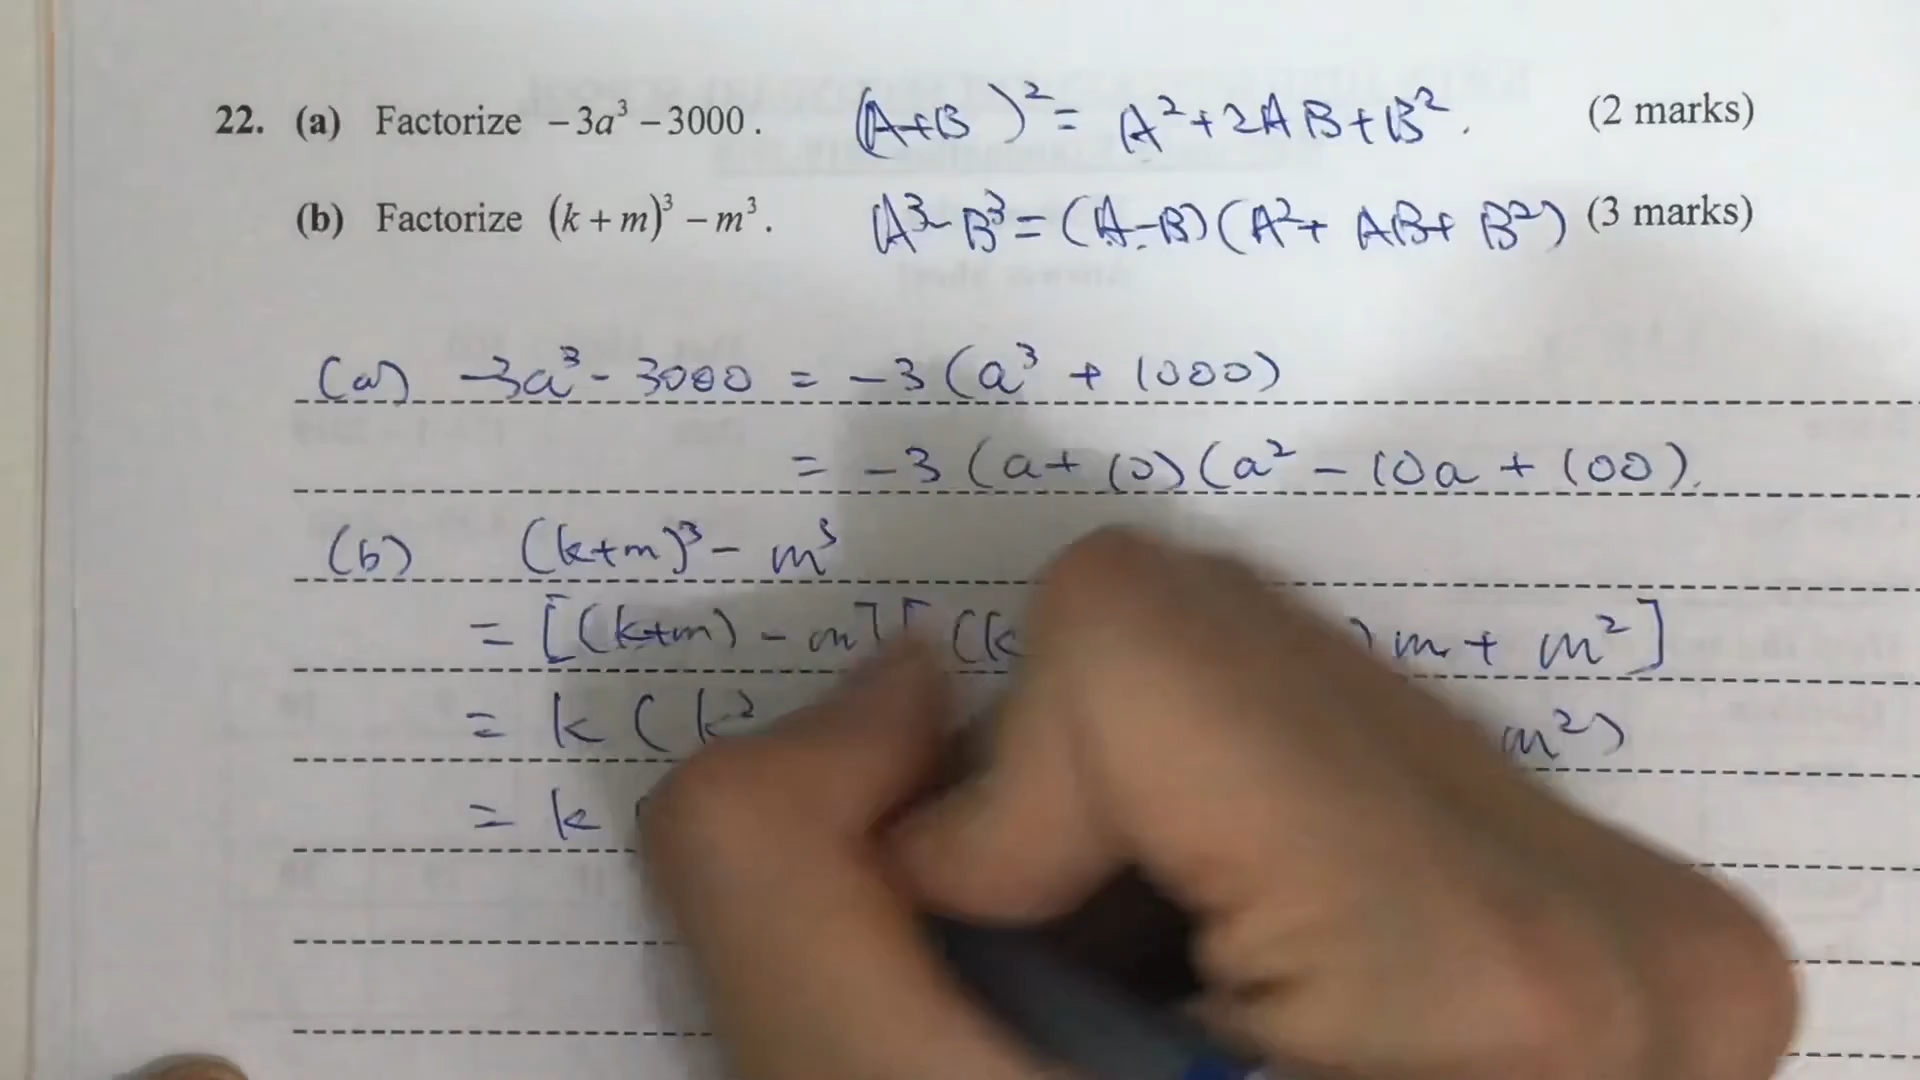 22. (a) Factorize −3a³ − 3000. (A+B)² = A² + 2AB + B². (2 marks)
(b) Factorize (k + m)³ − m³. A³ − B³ = (A − B)(A² + AB + B²) (3 marks)
(a) −3a³ − 3000 = −3(a³ + 1000)
= −3(a + 10)(a² − 10a + 100).
(b) (k+m)³ − m³
= [(k+m) − m][(k ) m + m²]
= k (k² m²)
= k